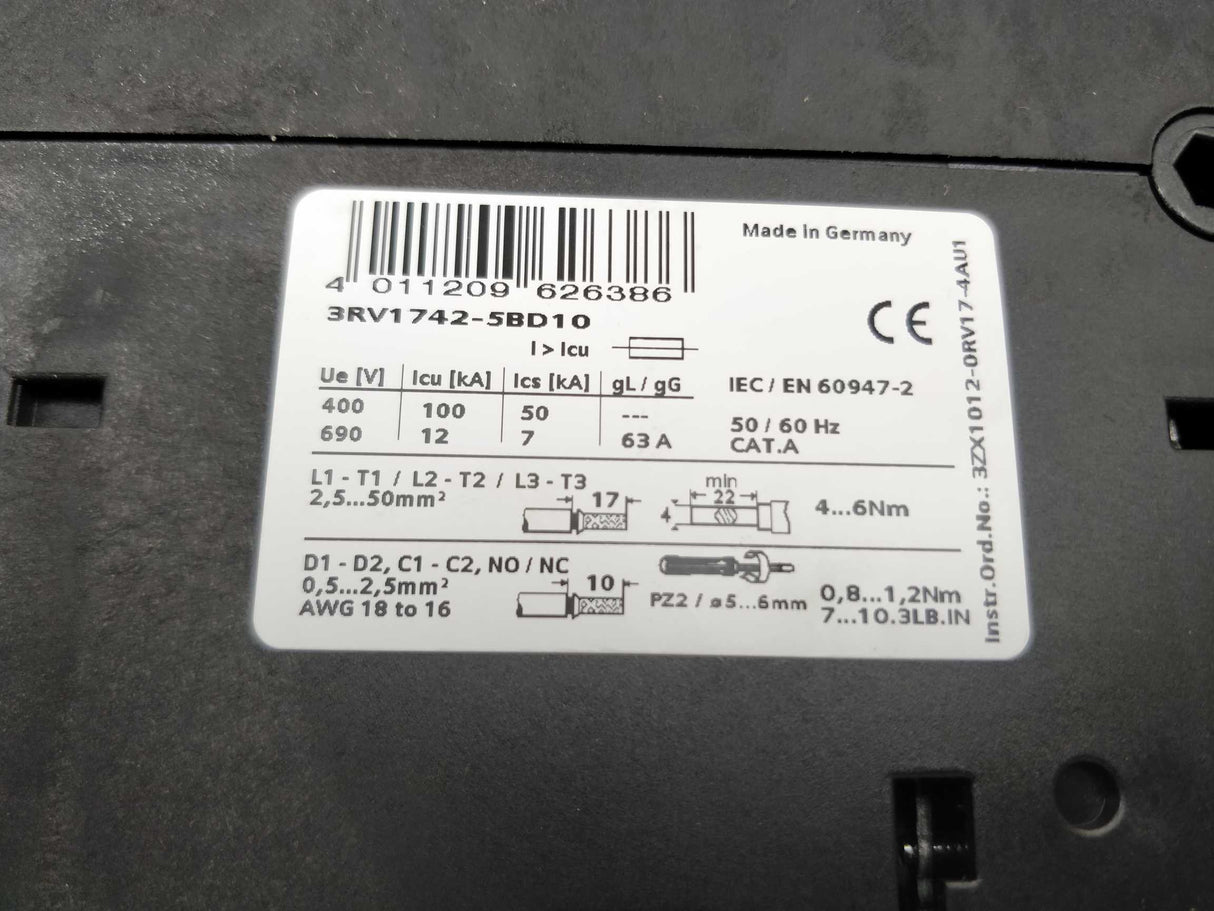 Made in Germany
4 011209 626386
3RV1742-5BD10
CE
I > Icu
Ue [V] Icu [kA] Ics [kA] gL / gG IEC / EN 60947-2
400 100 50 --- 50 / 60 Hz
690 12 7 63 A CAT.A
L1 - T1 / L2 - T2 / L3 - T3
2,5...50mm²
17
min
22
4
4...6Nm
D1 - D2, C1 - C2, NO / NC
0,5...2,5mm²
AWG 18 to 16
10
PZ2 / ø5...6mm
0,8...1,2Nm
7...10.3LB.IN
Instr.Ord.No.: 3ZX1012-0RV17-4AU1